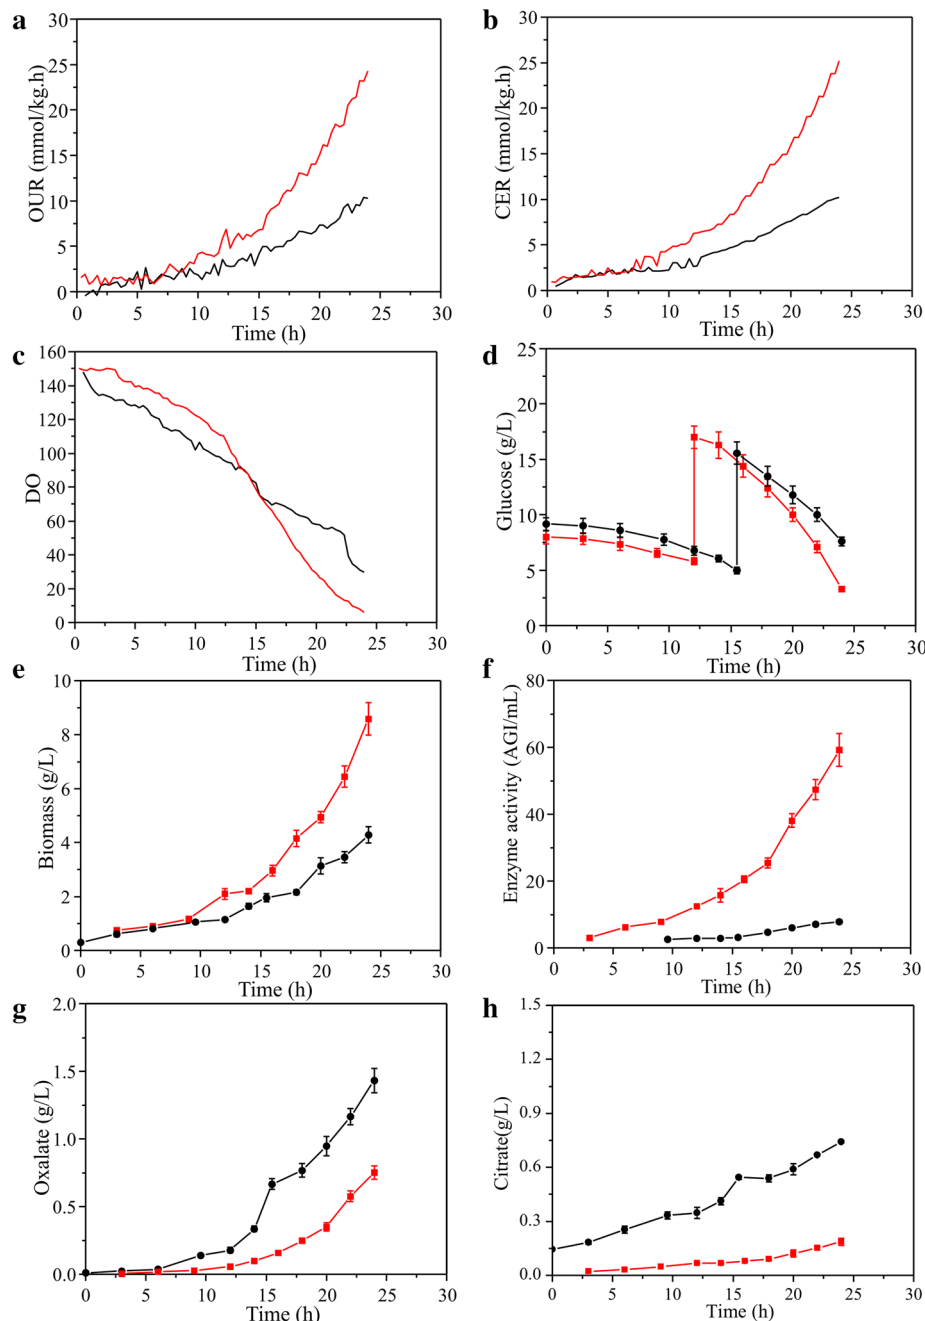 a
30
25
20
15
10
5
0
OUR (mmol/kg.h)
0 5 10 15 20 25 30
Time (h)
b
30
25
20
15
10
5
0
CER (mmol/kg.h)
0 5 10 15 20 25 30
Time (h)
c
160
140
120
100
80
60
40
20
0
DO
0 5 10 15 20 25 30
Time (h)
d
25
20
15
10
5
0
Glucose (g/L)
0 5 10 15 20 25 30
Time (h)
e
10
8
6
4
2
0
Biomass (g/L)
0 5 10 15 20 25 30
Time (h)
f
80
60
40
20
0
Enzyme activity (AGI/mL)
0 5 10 15 20 25 30
Time (h)
g
2.0
1.5
1.0
0.5
0.0
Oxalate (g/L)
0 5 10 15 20 25 30
Time (h)
h
1.5
1.2
0.9
0.6
0.3
0.0
Citrate(g/L)
0 5 10 15 20 25 30
Time (h)